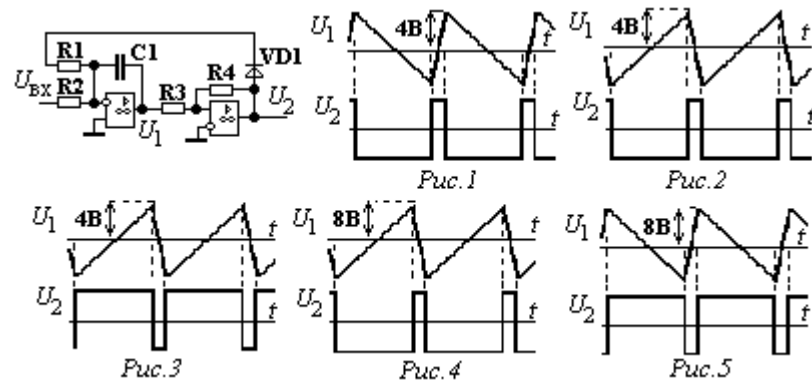 R1
C1
R4
VD1
U_ВХ
R2
R3
U_2
▷
∞
▷
∞
U_1
U_1
4В
t
U_2
t
Рис.1
U_1
4В
t
U_2
t
Рис.2
U_1
4В
t
U_2
t
Рис.3
U_1
8В
t
U_2
t
Рис.4
U_1
8В
t
U_2
t
Рис.5